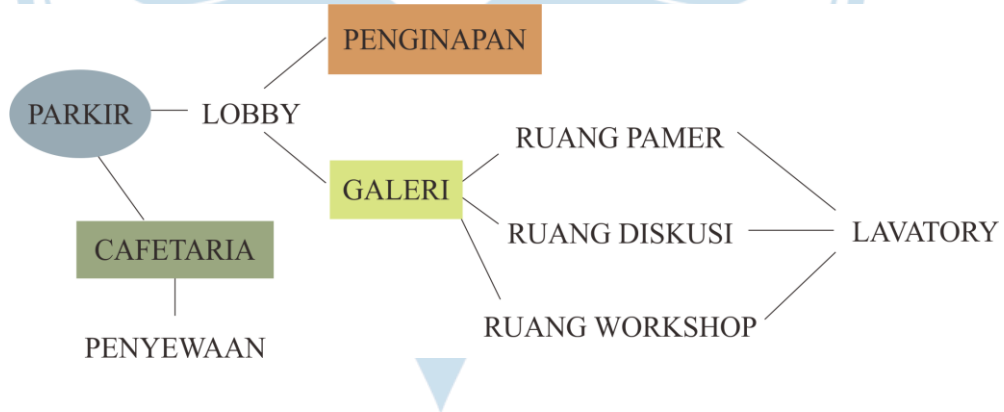 PENGINAPAN
PARKIR
LOBBY
RUANG PAMER
GALERI
RUANG DISKUSI
LAVATORY
CAFETARIA
RUANG WORKSHOP
PENYEWAAN